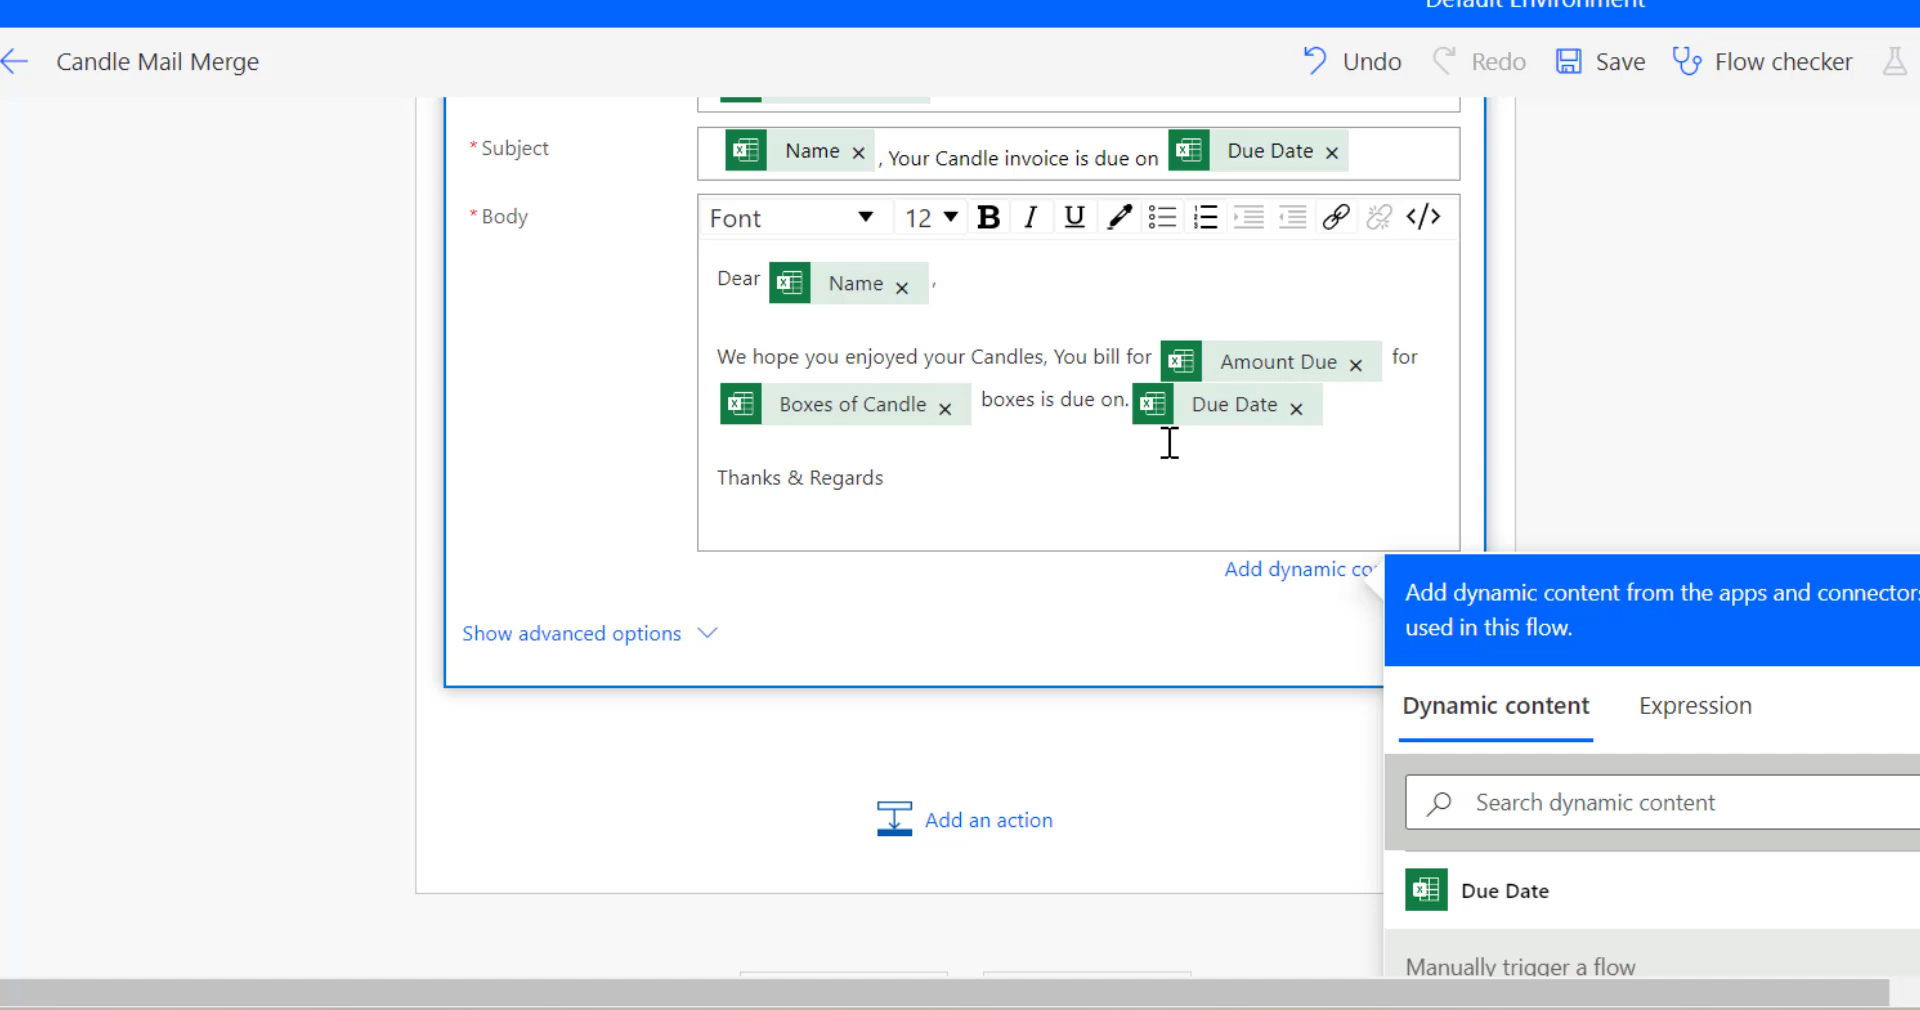 Default Environment
Candle Mail Merge
Undo
Redo
Save
Flow checker
* Subject
Name × , Your Candle invoice is due on Due Date ×
* Body
Font 12 B I U </>
Dear Name × ,
We hope you enjoyed your Candles, You bill for Amount Due × for
Boxes of Candle × boxes is due on. Due Date ×
Thanks & Regards
Add dynamic co
Show advanced options
Add dynamic content from the apps and connectors
used in this flow.
Dynamic content
Expression
Search dynamic content
Add an action
Due Date
Manually trigger a flow